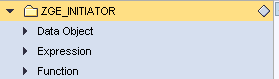 ZGE_INITIATOR
Data Object
Expression
Function